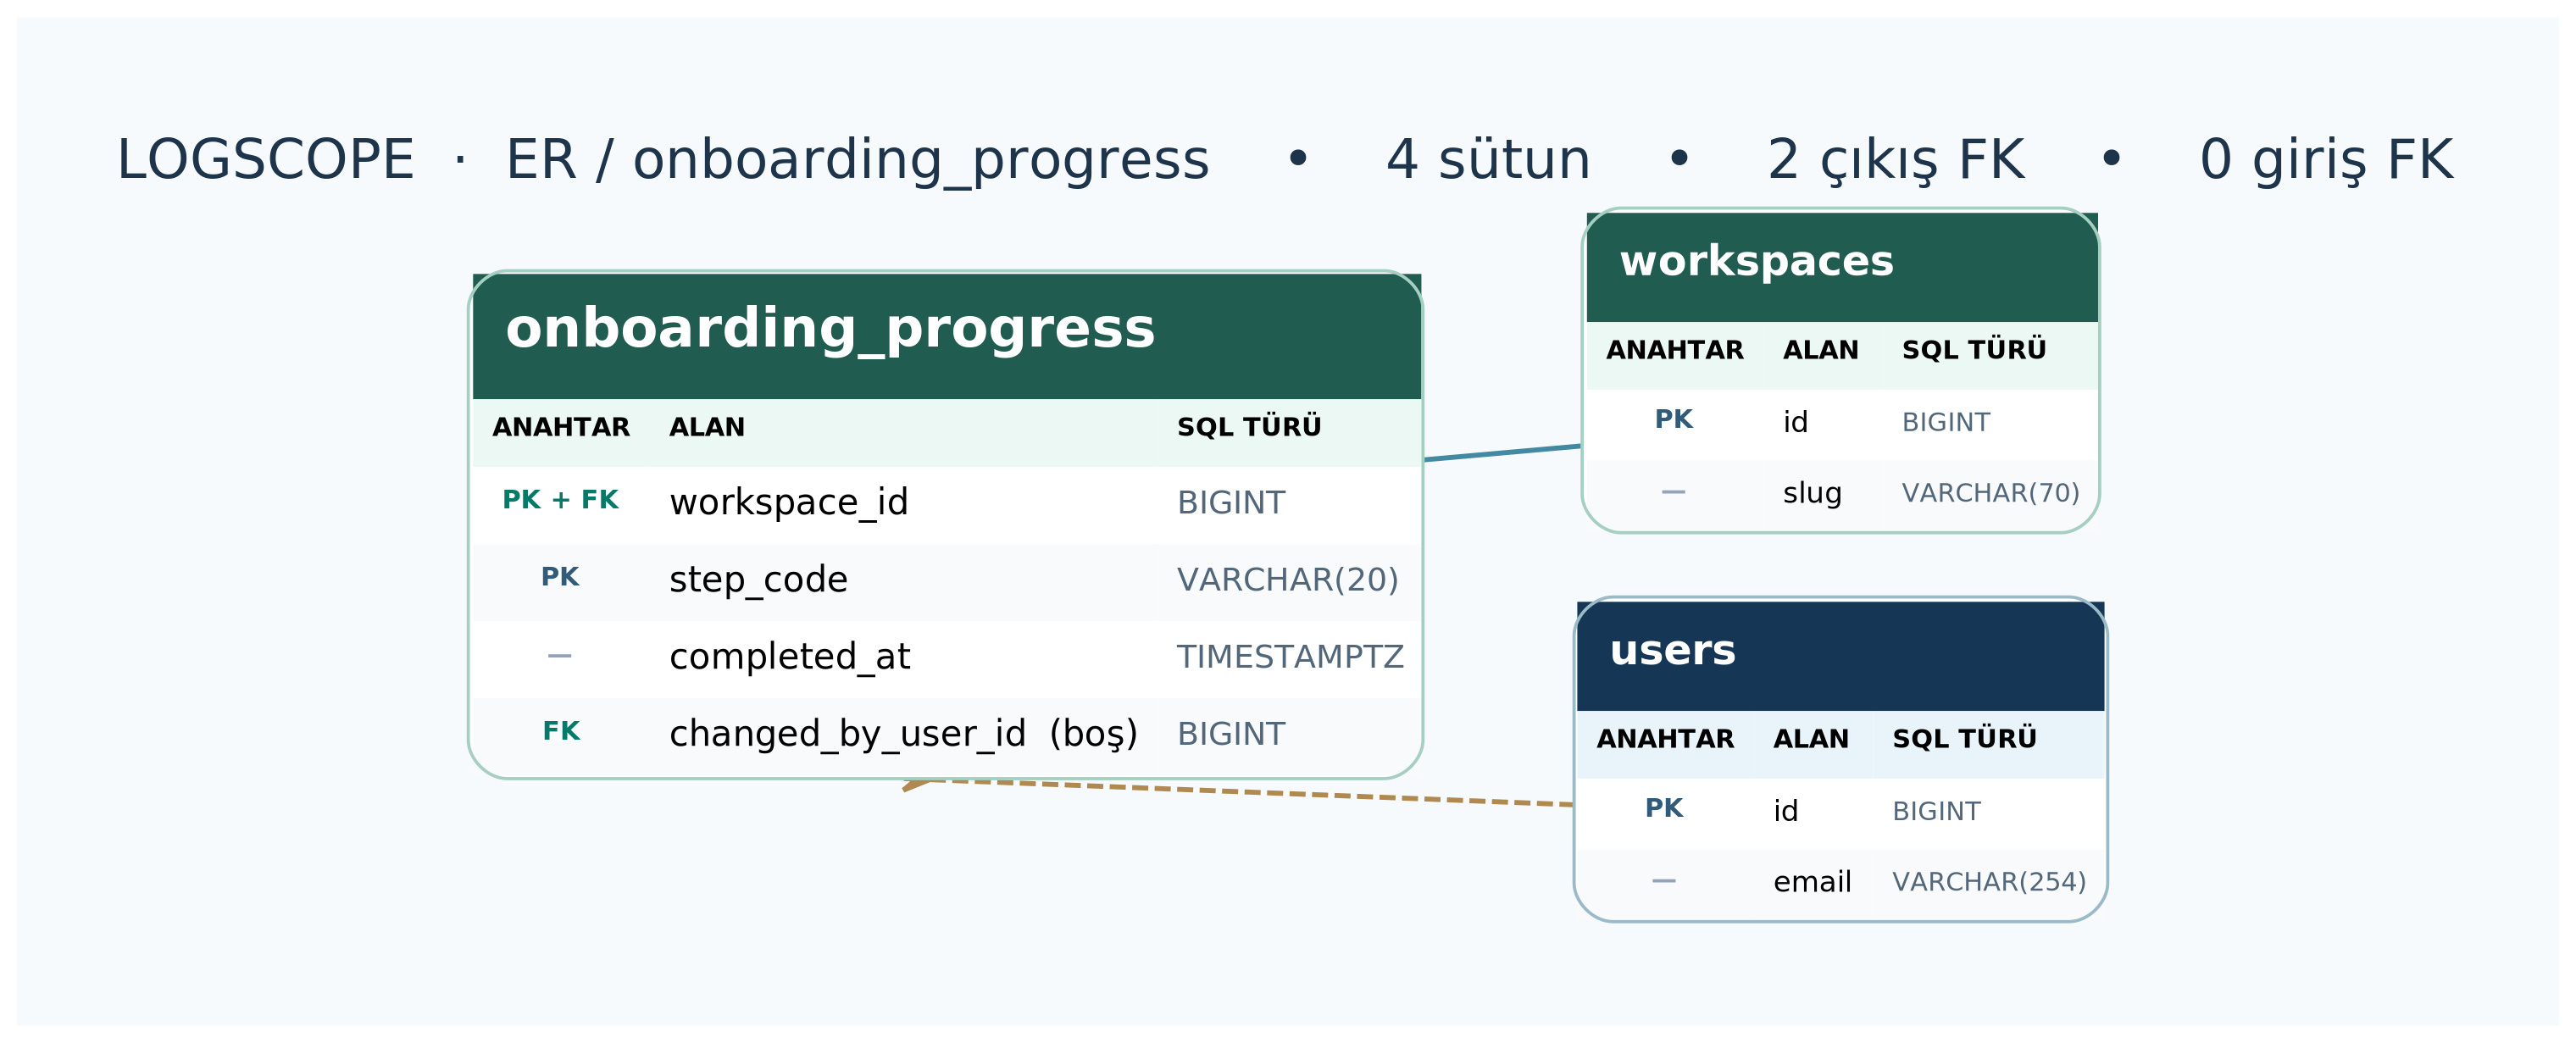 LOGSCOPE · ER / onboarding_progress • 4 sütun • 2 çıkış FK • 0 giriş FK
onboarding_progress
ANAHTAR ALAN SQL TÜRÜ
PK + FK workspace_id BIGINT
PK step_code VARCHAR(20)
— completed_at TIMESTAMPTZ
FK changed_by_user_id (boş) BIGINT
workspaces
ANAHTAR ALAN SQL TÜRÜ
PK id BIGINT
— slug VARCHAR(70)
users
ANAHTAR ALAN SQL TÜRÜ
PK id BIGINT
— email VARCHAR(254)